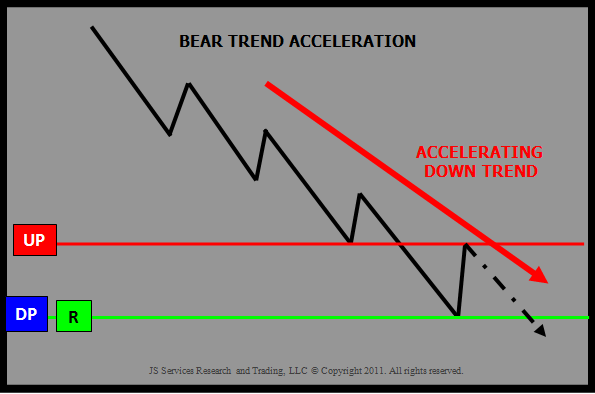 BEAR TREND ACCELERATION
ACCELERATING
DOWN TREND
UP
DP R
JS Services Research and Trading, LLC © Copyright 2011. All rights reserved.